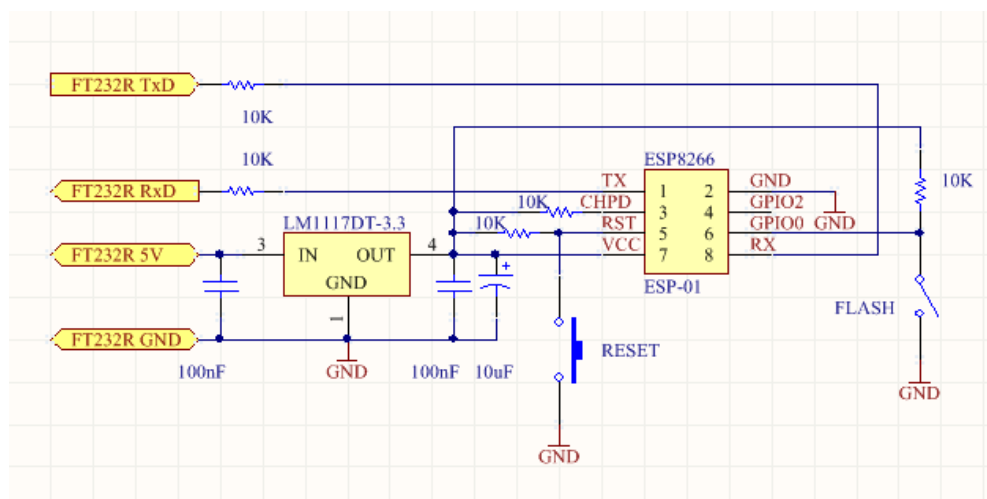 FT232R TxD
10K
10K
ESP8266
FT232R RxD
TX
1
2
GND
10K
10K
CHPD
3
4
GPIO2
LM1117DT-3.3
10K
RST
5
6
GPIO0
GND
FT232R 5V
3
IN
OUT
4
VCC
7
8
RX
GND
ESP-01
FLASH
1
FT232R GND
RESET
100nF
GND
100nF
10uF
GND
GND